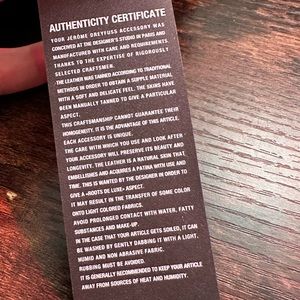 AUTHENTICITY CERTIFICATE
YOUR JÉRÔME DREYFUSS ACCESSORY WAS
CONCEIVED AT THE DESIGNER'S STUDIO IN PARIS AND
MANUFACTURED WITH CARE AND REQUIREMENTS,
THANKS TO THE EXPERTISE OF RIGOROUSLY
SELECTED CRAFTSMEN.
THE LEATHER WAS TANNED ACCORDING TO TRADITIONAL
METHODS IN ORDER TO OBTAIN A SUPPLE MATERIAL
WITH A SOFT AND DELICATE FEEL. THE SKINS HAVE
BEEN MANUALLY TANNED TO GIVE A PARTICULAR
ASPECT.
THIS CRAFTSMANSHIP CANNOT GUARANTEE THEIR
HOMOGENEITY. IT IS THE ADVANTAGE OF THIS ARTICLE.
EACH ACCESSORY IS UNIQUE.
THE CARE WITH WHICH YOU USE AND LOOK AFTER
YOUR ACCESSORY WILL PRESERVE ITS BEAUTY AND
LONGEVITY. THE LEATHER IS A NATURAL SKIN THAT
EMBELLISHES AND ACQUIRES A PATINA WITH USE AND
TIME. THIS IS WANTED BY THE DESIGNER IN ORDER TO
GIVE A «ROOTS DE LUXE» ASPECT.
IT MAY RESULT IN THE TRANSFER OF SOME COLOR
ONTO LIGHT COLORED FABRICS.
AVOID PROLONGED CONTACT WITH WATER, FATTY
SUBSTANCES AND MAKE-UP.
IN THE CASE THAT YOUR ARTICLE GETS SOILED, IT CAN
BE WASHED BY GENTLY DABBING IT WITH A LIGHT,
HUMID AND NON ABRASIVE FABRIC.
RUBBING MUST BE AVOIDED.
IT IS GENERALLY RECOMMENDED TO KEEP YOUR ARTICLE
AWAY FROM SOURCES OF HEAT AND HUMIDITY.